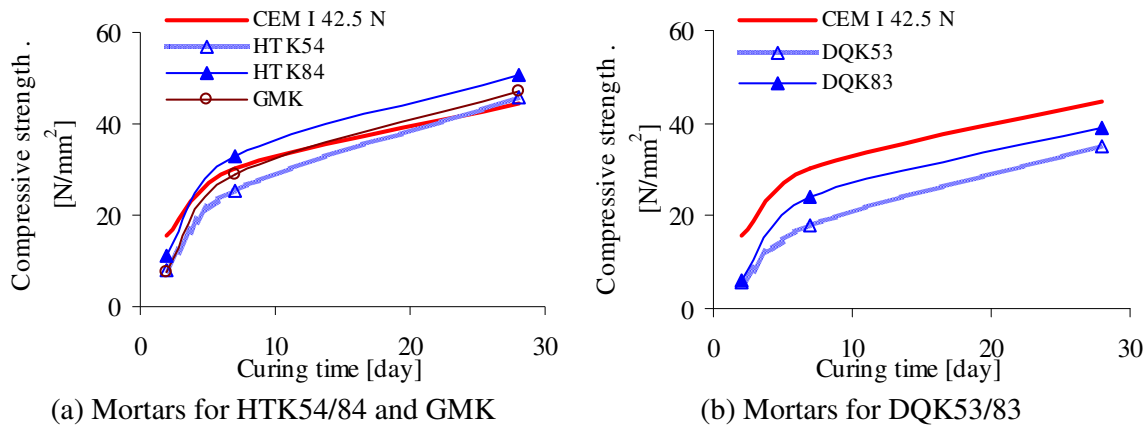 60
40
20
0
0
10
20
30
Compressive strength .
[N/mm²]
Curing time [day]
CEM I 42.5 N
HTK54
HTK84
GMK
(a) Mortars for HTK54/84 and GMK
60
40
20
0
0
10
20
30
Compressive strength .
[N/mm²]
Curing time [day]
CEM I 42.5 N
DQK53
DQK83
(b) Mortars for DQK53/83